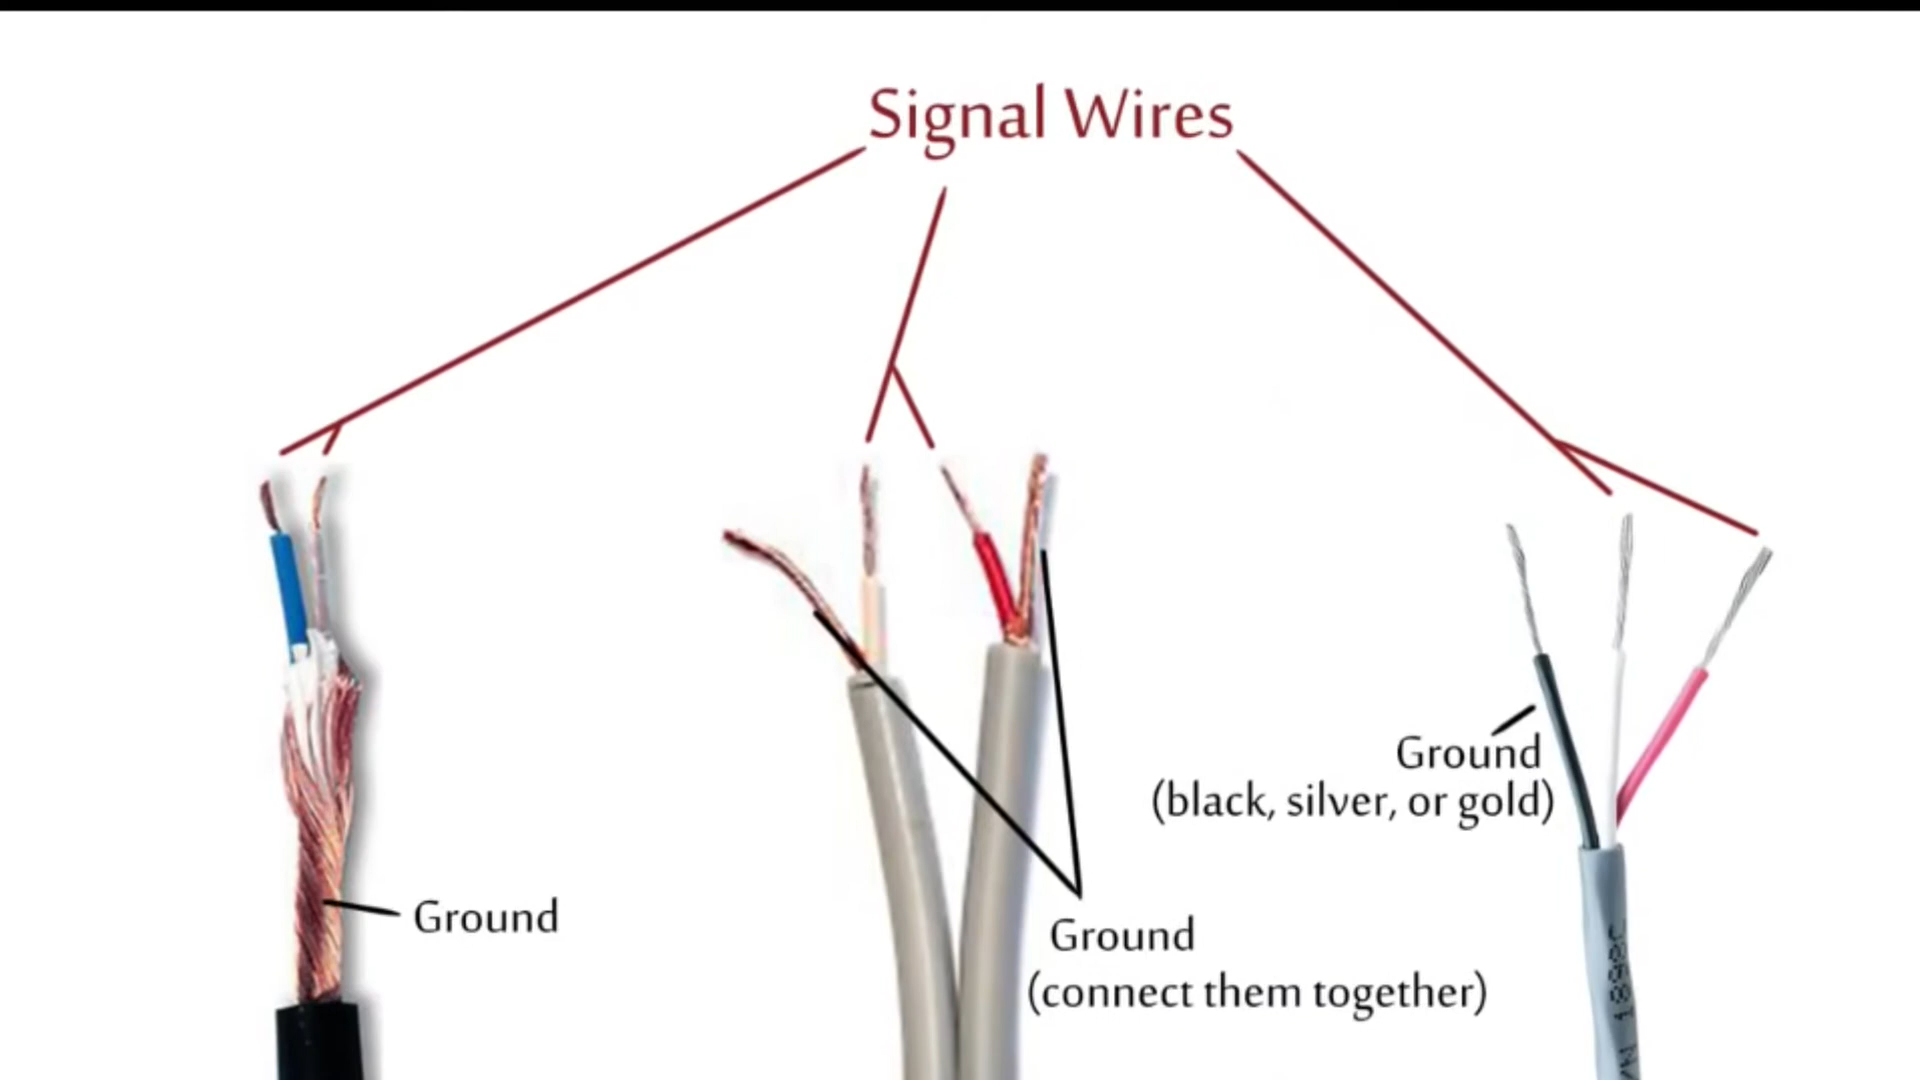 Signal Wires
Ground
(black, silver, or gold)
Ground
Ground
(connect them together)